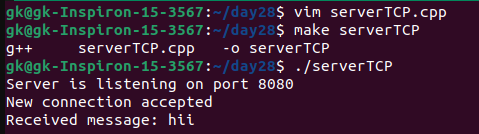 gk@gk-Inspiron-15-3567:~/day28$ vim serverTCP.cpp
gk@gk-Inspiron-15-3567:~/day28$ make serverTCP
g++     serverTCP.cpp   -o serverTCP
gk@gk-Inspiron-15-3567:~/day28$ ./serverTCP
Server is listening on port 8080
New connection accepted
Received message: hii